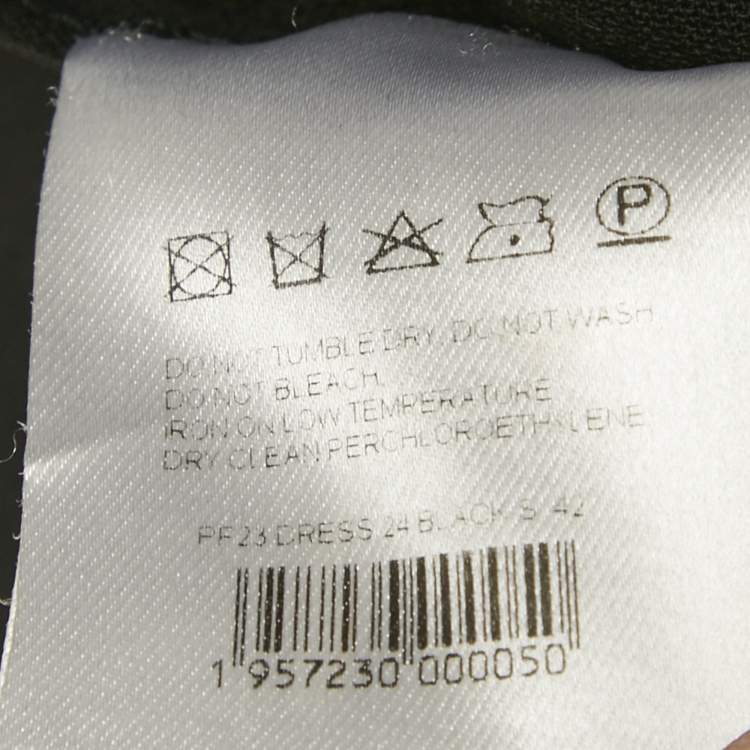 P
DO NOT TUMBLE DRY. DO NOT WASH
DO NOT BLEACH.
IRON ON LOW TEMPERATURE
DRY CLEAN PERCHLOROETHYLENE
PF23 DRESS 24 BLACK S 42
1 957230 000050